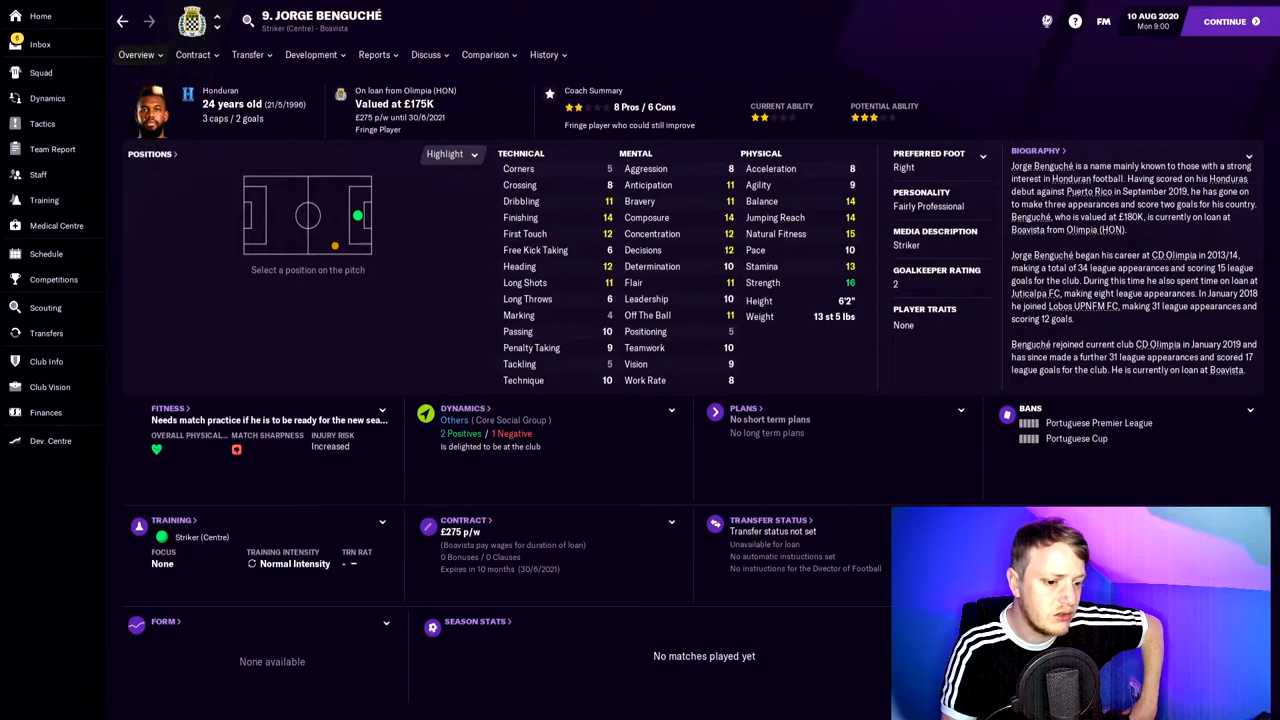 Home
6
Inbox
Squad
Dynamics
Tactics
Team Report
Staff
Training
Medical Centre
Schedule
Competitions
Scouting
Transfers
Club Info
Club Vision
Finances
Dev. Centre
9. JORGE BENGUCHÉ
Striker (Centre) - Boavista
?
FM
10 AUG 2020
Mon 9:00
CONTINUE
Overview
Contract
Transfer
Development
Reports
Discuss
Comparison
History
Honduran
24 years old (21/5/1996)
3 caps / 2 goals
On loan from Olimpia (HON)
Valued at £175K
£275 p/w until 30/6/2021
Fringe Player
Coach Summary
8 Pros / 6 Cons
Fringe player who could still improve
CURRENT ABILITY
POTENTIAL ABILITY
POSITIONS
Highlight
Select a position on the pitch
TECHNICAL
Corners 5
Crossing 8
Dribbling 11
Finishing 14
First Touch 12
Free Kick Taking 6
Heading 12
Long Shots 11
Long Throws 6
Marking 4
Passing 10
Penalty Taking 9
Tackling 5
Technique 10
MENTAL
Aggression 8
Anticipation 11
Bravery 11
Composure 14
Concentration 12
Decisions 12
Determination 10
Flair 11
Leadership 10
Off The Ball 11
Positioning 5
Teamwork 10
Vision 9
Work Rate 8
PHYSICAL
Acceleration 8
Agility 9
Balance 14
Jumping Reach 14
Natural Fitness 15
Pace 10
Stamina 13
Strength 16
Height 6'2"
Weight 13 st 5 lbs
PREFERRED FOOT
Right
PERSONALITY
Fairly Professional
MEDIA DESCRIPTION
Striker
GOALKEEPER RATING
2
PLAYER TRAITS
None
BIOGRAPHY
Jorge Benguché is a name mainly known to those with a strong
interest in Honduran football. Having scored on his Honduras
debut against Puerto Rico in September 2019, he has gone on
to make three appearances and score two goals for his country.
Benguché, who is valued at £180K, is currently on loan at
Boavista from Olimpia (HON).
Jorge Benguché began his career at CD Olimpia in 2013/14,
making a total of 34 league appearances and scoring 15 league
goals for the club. During this time he also spent time on loan at
Juticalpa FC, making eight league appearances. In January 2018
he joined Lobos UPNFM FC, making 31 league appearances and
scoring 12 goals.
Benguché rejoined current club CD Olimpia in January 2019 and
has since made a further 31 league appearances and scored 17
league goals for the club. He is currently on loan at Boavista.
FITNESS
Needs match practice if he is to be ready for the new sea...
OVERALL PHYSICAL...
MATCH SHARPNESS
INJURY RISK
Increased
DYNAMICS
Others ( Core Social Group )
2 Positives / 1 Negative
Is delighted to be at the club
PLANS
No short term plans
No long term plans
BANS
Portuguese Premier League
Portuguese Cup
TRAINING
Striker (Centre)
FOCUS
None
TRAINING INTENSITY
Normal Intensity
TRN RAT
- -
CONTRACT
£275 p/w
(Boavista pay wages for duration of loan)
0 Bonuses / 0 Clauses
Expires in 10 months (30/6/2021)
TRANSFER STATUS
Transfer status not set
Unavailable for loan
No automatic instructions set
No instructions for the Director of Football
FORM
None available
SEASON STATS
No matches played yet